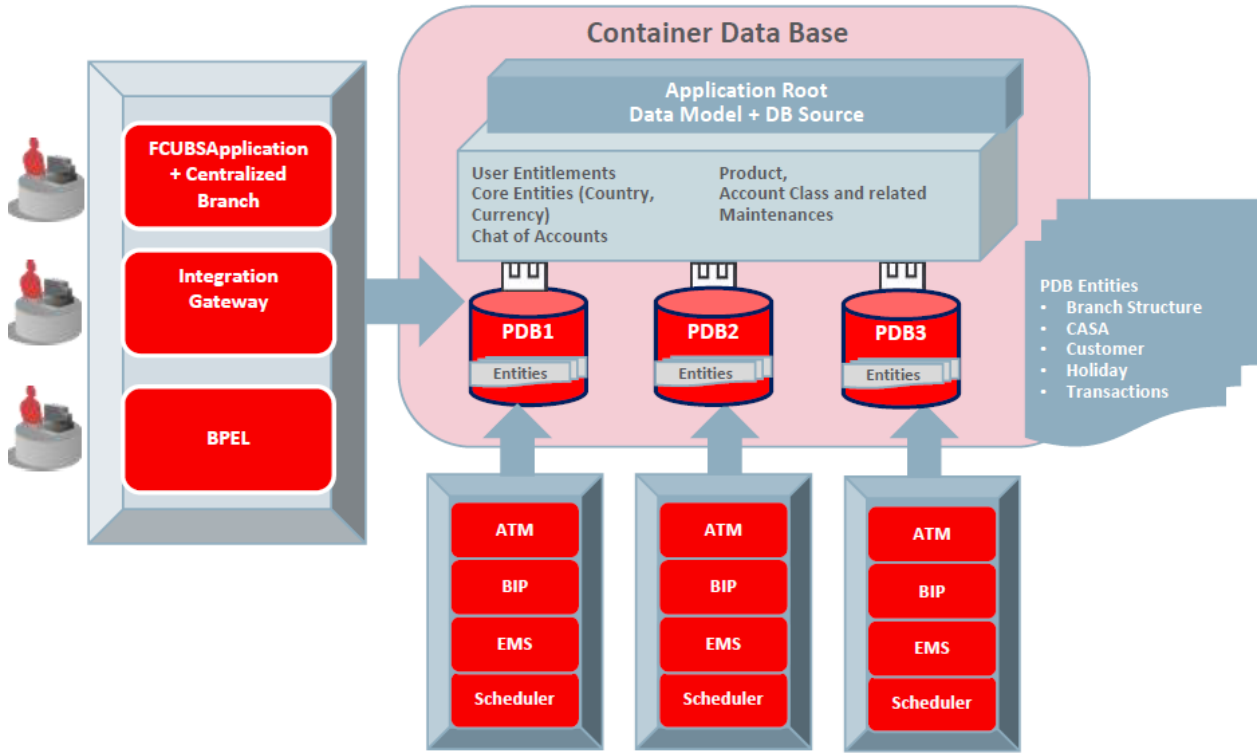 Container Data Base
Application Root
Data Model + DB Source
User Entitlements
Core Entities (Country,
Currency)
Chat of Accounts
Product,
Account Class and related
Maintenances
FCUBSApplication
+ Centralized
Branch
Integration
Gateway
BPEL
PDB1
Entities
PDB2
Entities
PDB3
Entities
PDB Entities
• Branch Structure
• CASA
• Customer
• Holiday
• Transactions
ATM
BIP
EMS
Scheduler
ATM
BIP
EMS
Scheduler
ATM
BIP
EMS
Scheduler